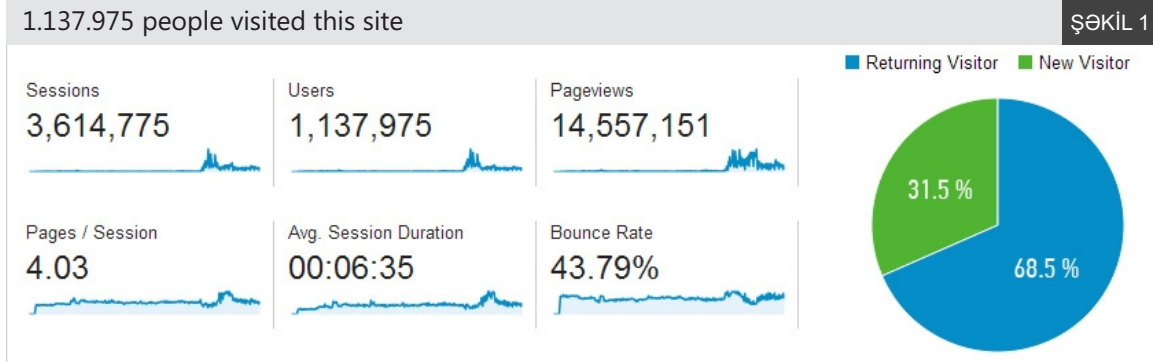 1.137.975 people visited this site
ŞƏKİL 1
Returning Visitor New Visitor
Sessions
3,614,775
Users
1,137,975
Pageviews
14,557,151
Pages / Session
4.03
Avg. Session Duration
00:06:35
Bounce Rate
43.79%
31.5 %
68.5 %